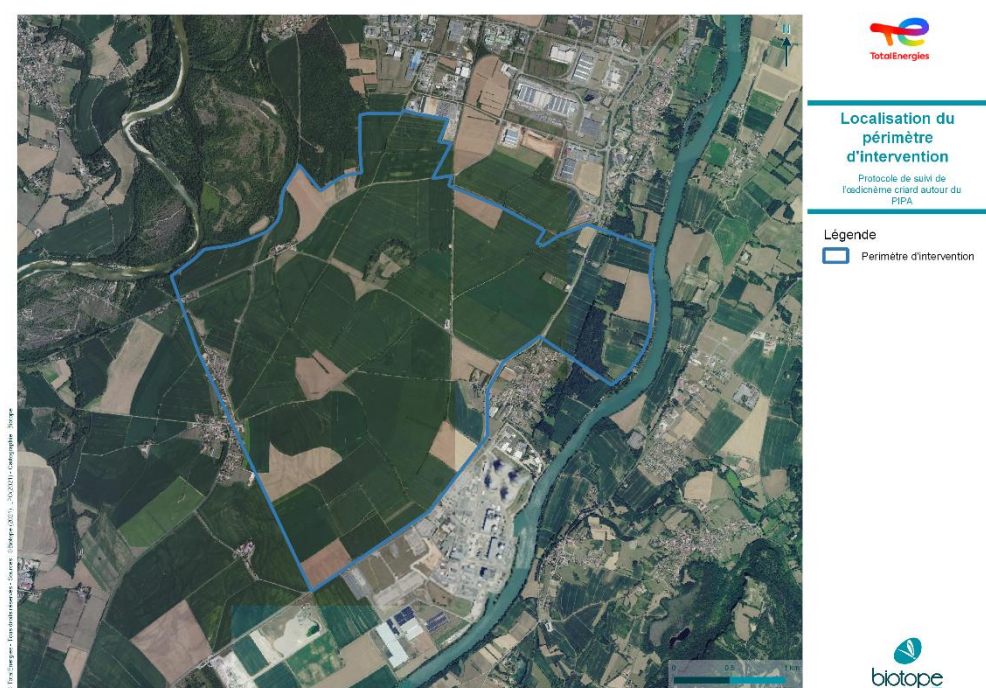 N
TotalEnergies
Localisation du
périmètre
d'intervention
Protocole de suivi de
l'œdicnème criard autour du
PIPA
Légende
Perimètre d'intervention
0 0.5 1 km
biotope